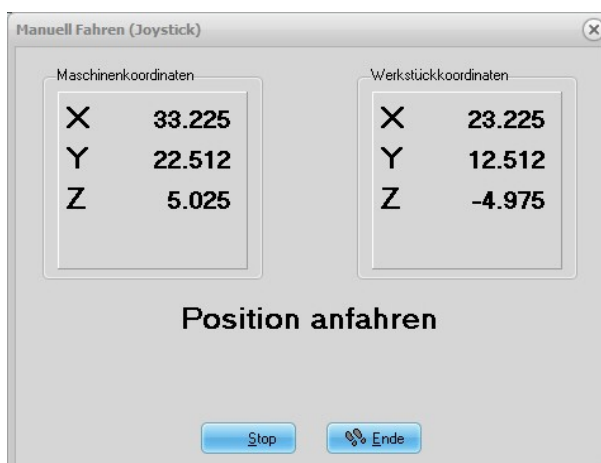 Manuell Fahren (Joystick)
Maschinenkoordinaten
X 33.225
Y 22.512
Z 5.025
Werkstückkoordinaten
X 23.225
Y 12.512
Z -4.975
Position anfahren
Stop
Ende